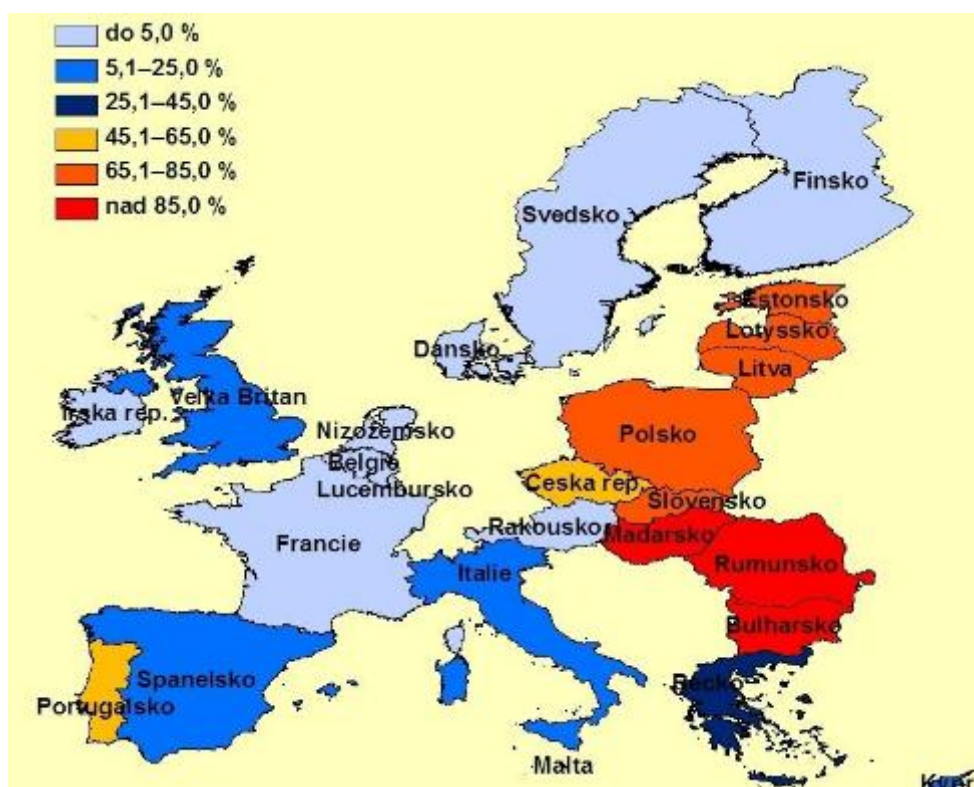 do 5,0 %
5,1–25,0 %
25,1–45,0 %
45,1–65,0 %
65,1–85,0 %
nad 85,0 %
Finsko
Svedsko
Estonsko
Lotyssko
Dansko
Litva
Velka Britan
Irska rep.
Nizozemsko
Polsko
Belgie
Ceska rep.
Lucembursko
Slovensko
Rakousko
Madarsko
Francie
Rumunsko
Italie
Bulharsko
Spanelsko
Recko
Portugalsko
Malta